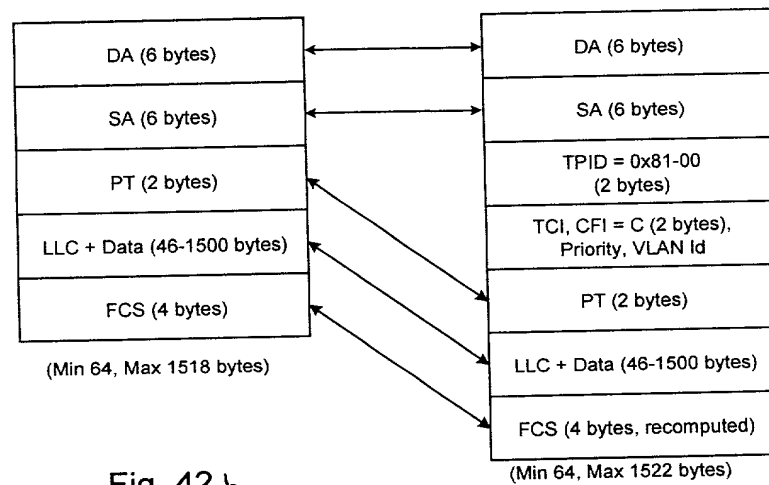 DA (6 bytes)
SA (6 bytes)
PT (2 bytes)
LLC + Data (46-1500 bytes)
FCS (4 bytes)
(Min 64, Max 1518 bytes)
DA (6 bytes)
SA (6 bytes)
TPID = 0x81-00
(2 bytes)
TCI, CFI = C (2 bytes),
Priority, VLAN Id
PT (2 bytes)
LLC + Data (46-1500 bytes)
FCS (4 bytes, recomputed)
(Min 64, Max 1522 bytes)
Fig. 42